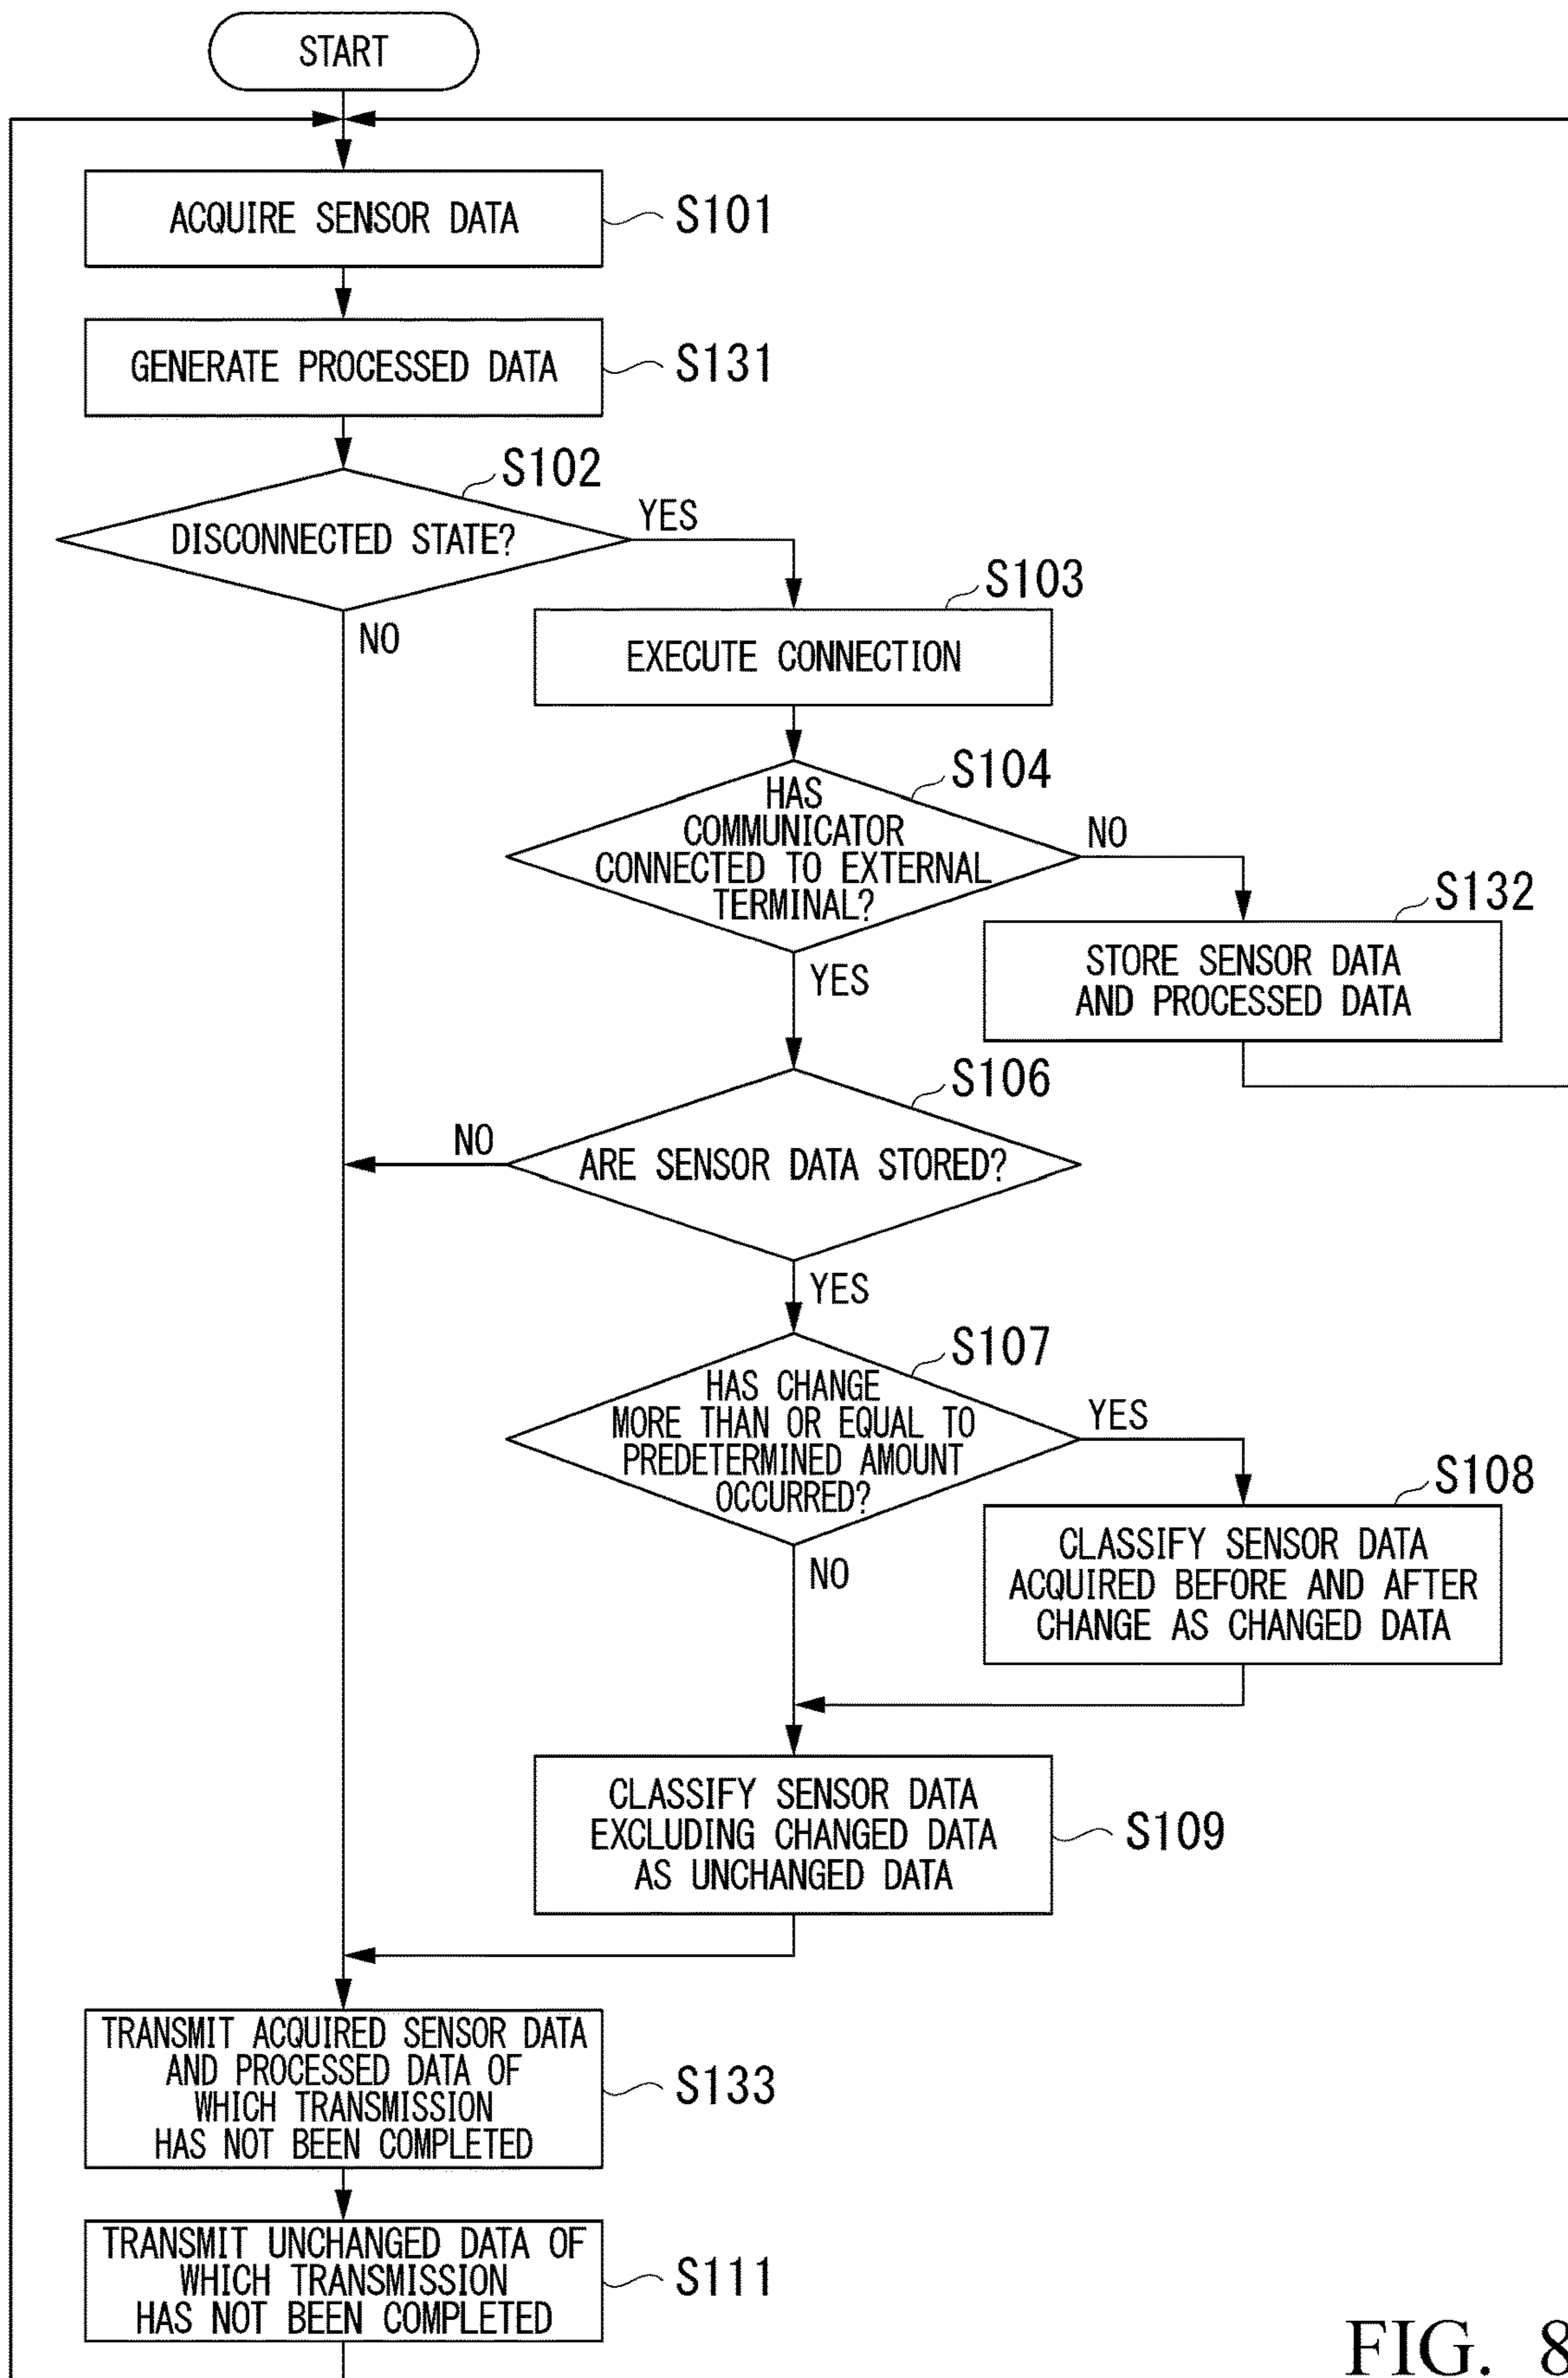 START
ACQUIRE SENSOR DATA
S101
GENERATE PROCESSED DATA
S131
S102
DISCONNECTED STATE?
YES
NO
S103
EXECUTE CONNECTION
S104
HAS
COMMUNICATOR
CONNECTED TO EXTERNAL
TERMINAL?
NO
YES
S132
STORE SENSOR DATA
AND PROCESSED DATA
S106
ARE SENSOR DATA STORED?
NO
YES
S107
HAS CHANGE
MORE THAN OR EQUAL TO
PREDETERMINED AMOUNT
OCCURRED?
YES
NO
S108
CLASSIFY SENSOR DATA
ACQUIRED BEFORE AND AFTER
CHANGE AS CHANGED DATA
CLASSIFY SENSOR DATA
EXCLUDING CHANGED DATA
AS UNCHANGED DATA
S109
TRANSMIT ACQUIRED SENSOR DATA
AND PROCESSED DATA OF
WHICH TRANSMISSION
HAS NOT BEEN COMPLETED
S133
TRANSMIT UNCHANGED DATA OF
WHICH TRANSMISSION
HAS NOT BEEN COMPLETED
S111
FIG. 8